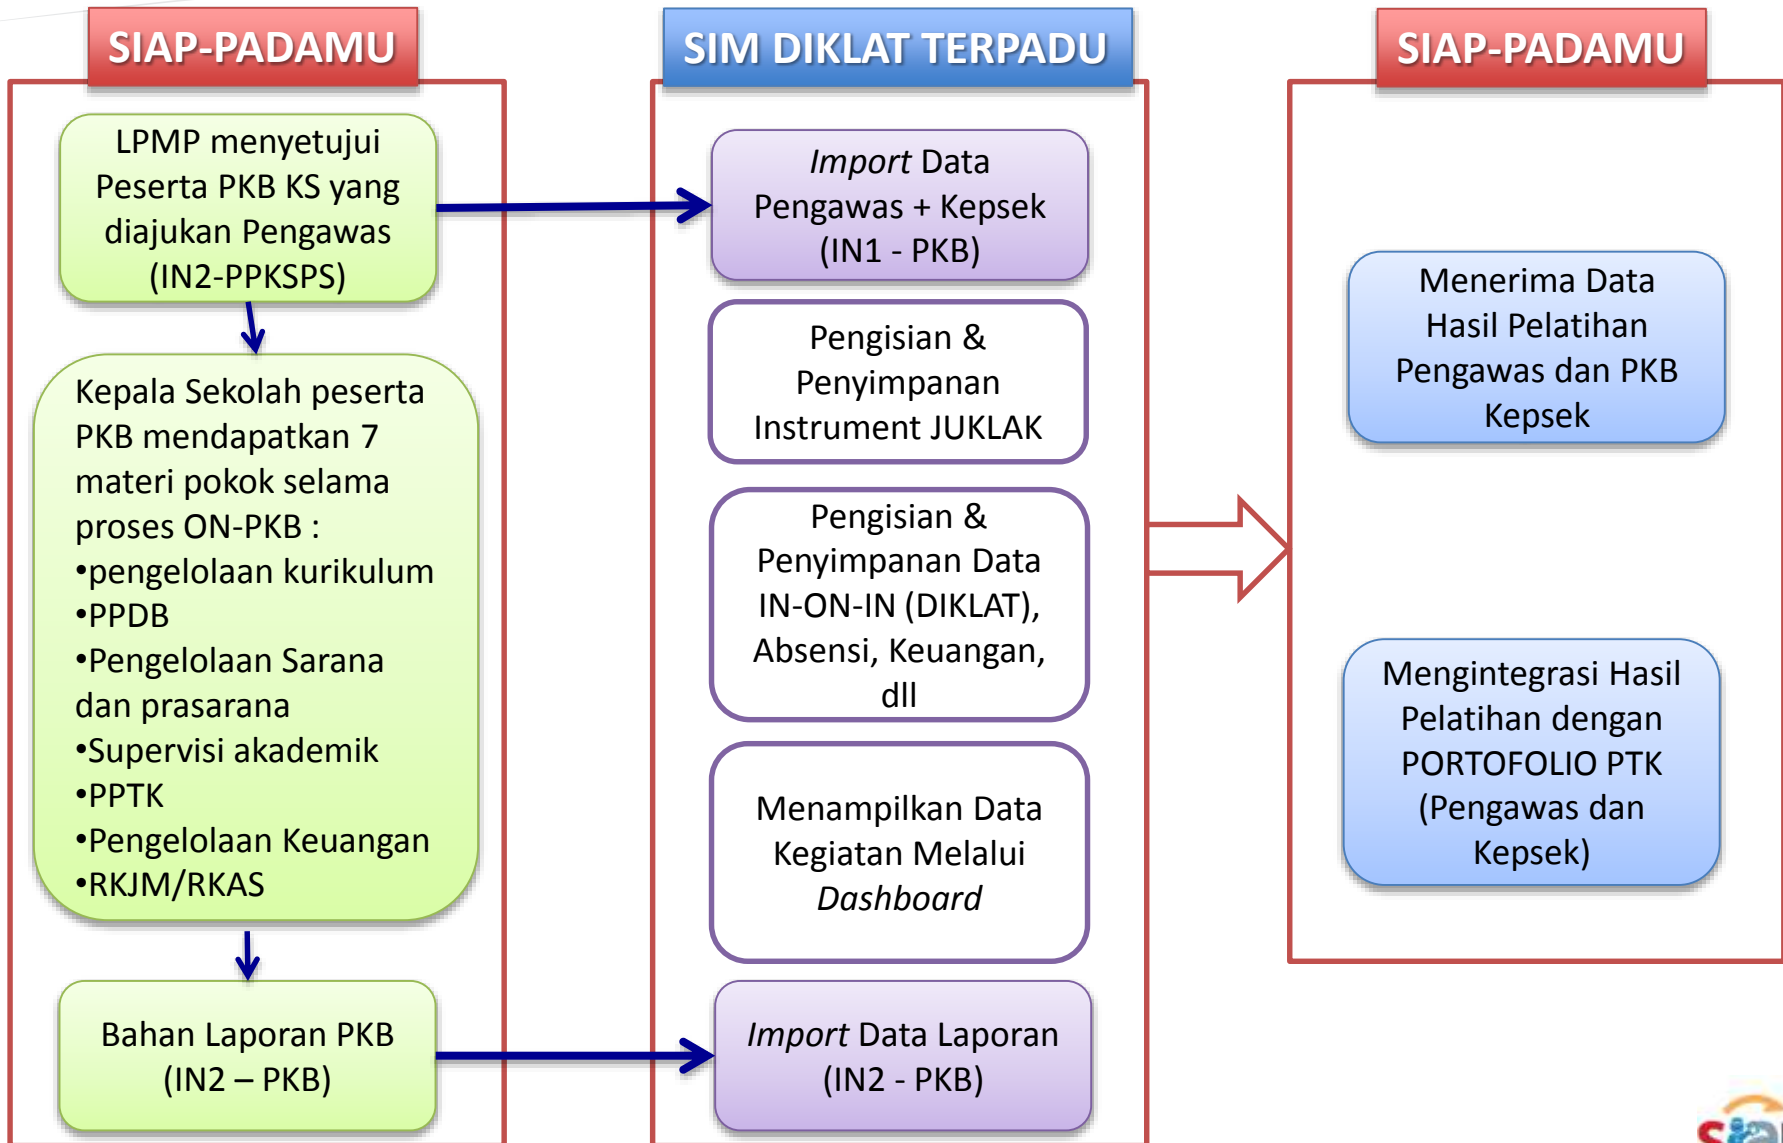 SIAP-PADAMU
LPMP menyetujui
Peserta PKB KS yang
diajukan Pengawas
(IN2-PPKSPS)
Kepala Sekolah peserta
PKB mendapatkan 7
materi pokok selama
proses ON-PKB :
•pengelolaan kurikulum
•PPDB
•Pengelolaan Sarana
dan prasarana
•Supervisi akademik
•PPTK
•Pengelolaan Keuangan
•RKJM/RKAS
Bahan Laporan PKB
(IN2 – PKB)
SIM DIKLAT TERPADU
Import Data
Pengawas + Kepsek
(IN1 - PKB)
Pengisian &
Penyimpanan
Instrument JUKLAK
Pengisian &
Penyimpanan Data
IN-ON-IN (DIKLAT),
Absensi, Keuangan,
dll
Menampilkan Data
Kegiatan Melalui
Dashboard
Import Data Laporan
(IN2 - PKB)
SIAP-PADAMU
Menerima Data
Hasil Pelatihan
Pengawas dan PKB
Kepsek
Mengintegrasi Hasil
Pelatihan dengan
PORTOFOLIO PTK
(Pengawas dan
Kepsek)